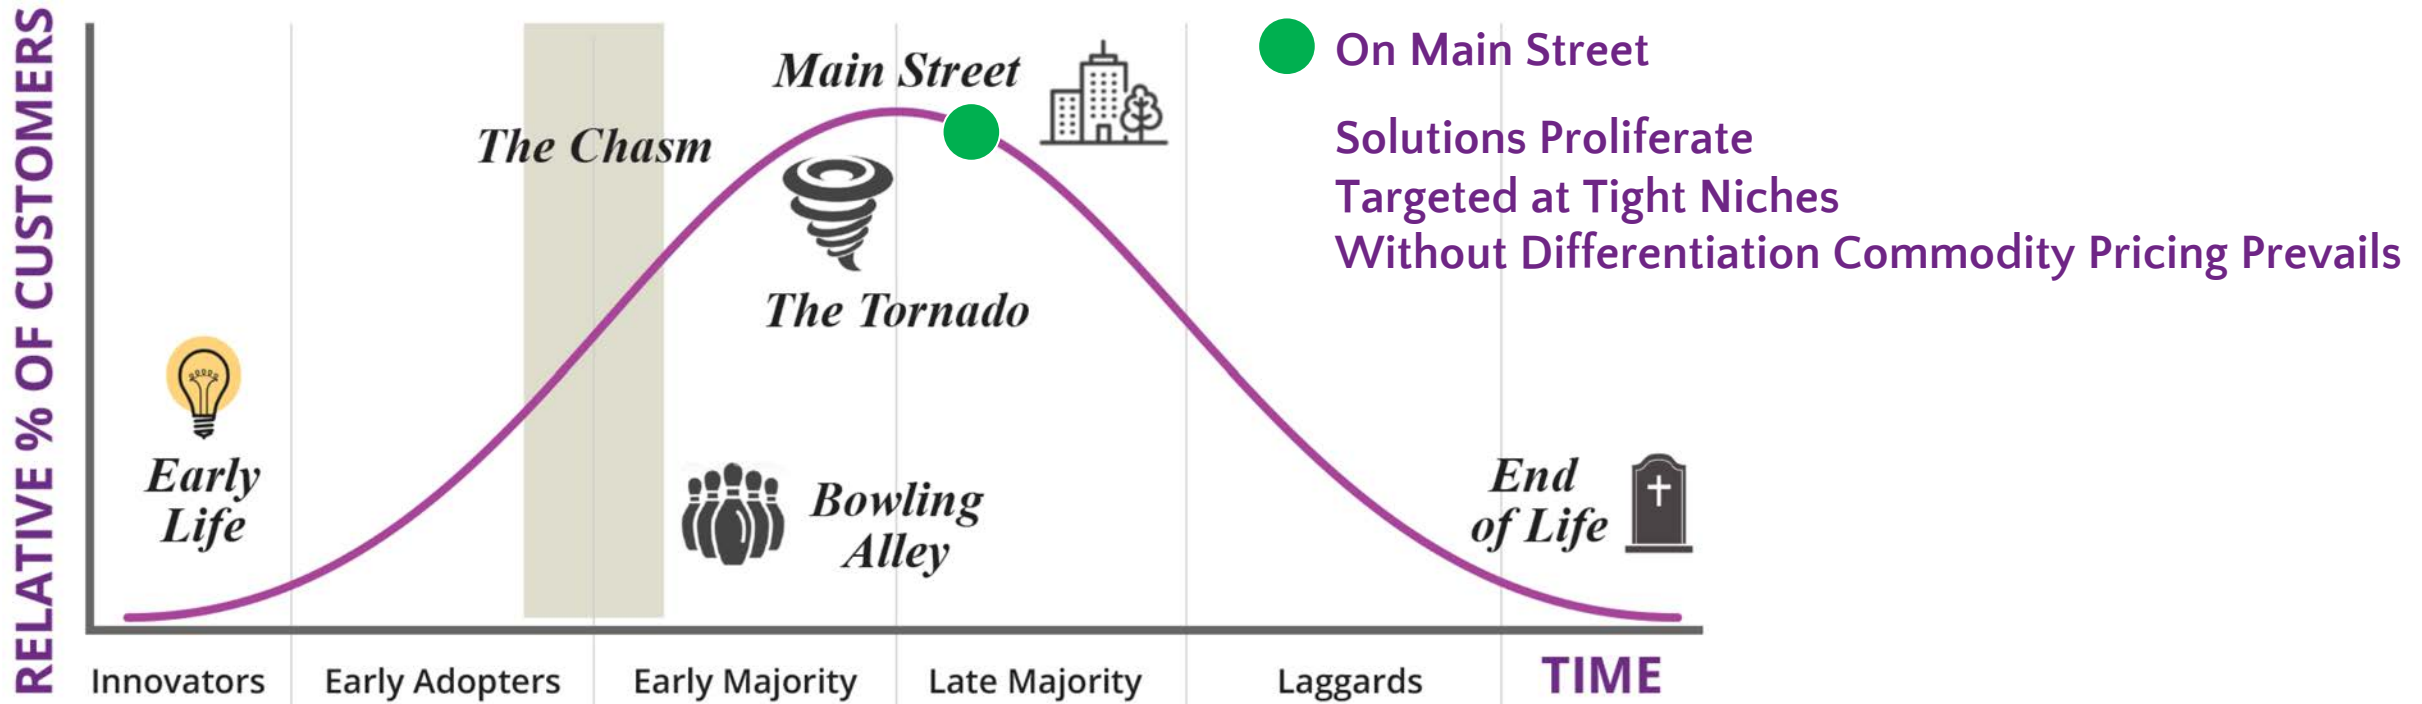 RELATIVE % OF CUSTOMERS
Main Street
The Chasm
The Tornado
Early
Life
Bowling
Alley
End
of Life
On Main Street
Solutions Proliferate
Targeted at Tight Niches
Without Differentiation Commodity Pricing Prevails
Innovators
Early Adopters
Early Majority
Late Majority
Laggards
TIME